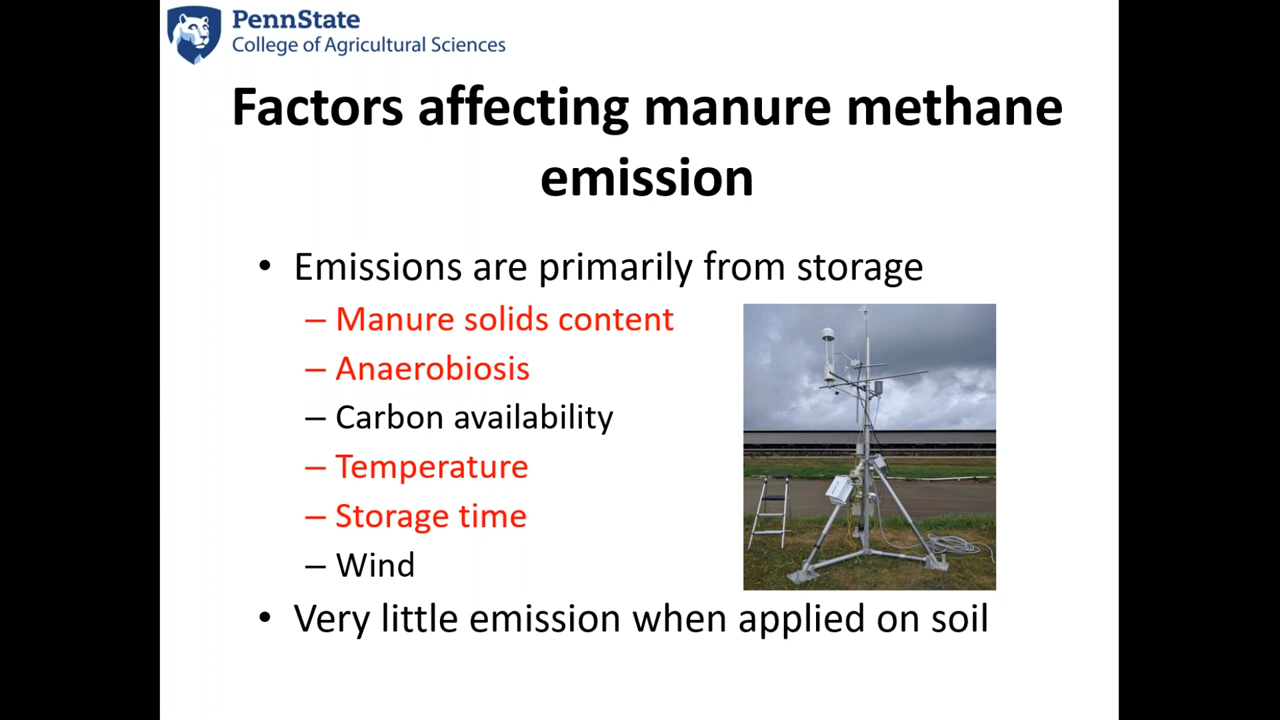 PennState
College of Agricultural Sciences
Factors affecting manure methane
emission
• Emissions are primarily from storage
– Manure solids content
– Anaerobiosis
– Carbon availability
– Temperature
– Storage time
– Wind
• Very little emission when applied on soil